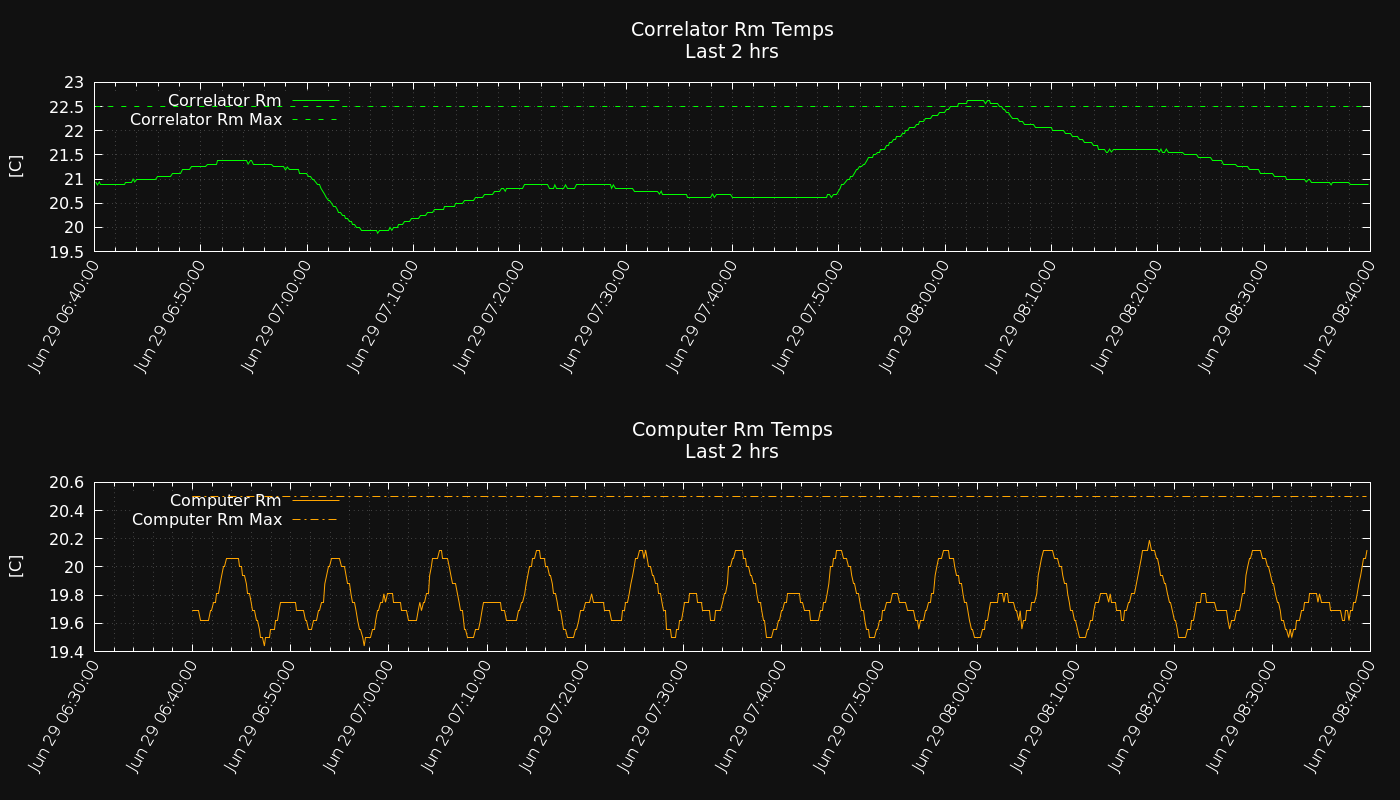 Correlator Rm Temps
Last 2 hrs
23
22.5
22
21.5
21
20.5
20
19.5
[C]
Correlator Rm
Correlator Rm Max
Jun 29 06:40:00
Jun 29 06:50:00
Jun 29 07:00:00
Jun 29 07:10:00
Jun 29 07:20:00
Jun 29 07:30:00
Jun 29 07:40:00
Jun 29 07:50:00
Jun 29 08:00:00
Jun 29 08:10:00
Jun 29 08:20:00
Jun 29 08:30:00
Jun 29 08:40:00
Computer Rm Temps
Last 2 hrs
20.6
20.4
20.2
20
19.8
19.6
19.4
[C]
Computer Rm
Computer Rm Max
Jun 29 06:30:00
Jun 29 06:40:00
Jun 29 06:50:00
Jun 29 07:00:00
Jun 29 07:10:00
Jun 29 07:20:00
Jun 29 07:30:00
Jun 29 07:40:00
Jun 29 07:50:00
Jun 29 08:00:00
Jun 29 08:10:00
Jun 29 08:20:00
Jun 29 08:30:00
Jun 29 08:40:00